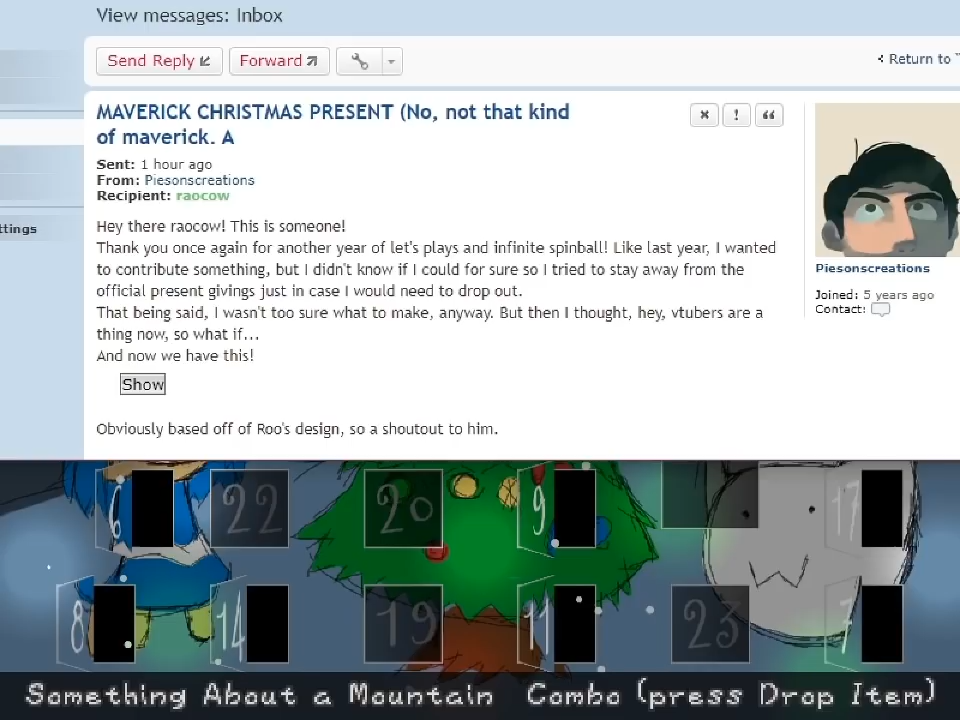 View messages: Inbox
Send Reply
Forward
Return to
MAVERICK CHRISTMAS PRESENT (No, not that kind
of maverick. A
Sent: 1 hour ago
From: Piesonscreations
Recipient: raocow
ttings
Hey there raocow! This is someone!
Thank you once again for another year of let's plays and infinite spinball! Like last year, I wanted
to contribute something, but I didn't know if I could for sure so I tried to stay away from the
official present givings just in case I would need to drop out.
That being said, I wasn't too sure what to make, anyway. But then I thought, hey, vtubers are a
thing now, so what if...
And now we have this!
Show
Obviously based off of Roo's design, so a shoutout to him.
Piesonscreations
Joined: 5 years ago
Contact:
6 22 20 9 17
8 14 19 11 23 7
Something About a Mountain Combo (press Drop Item)